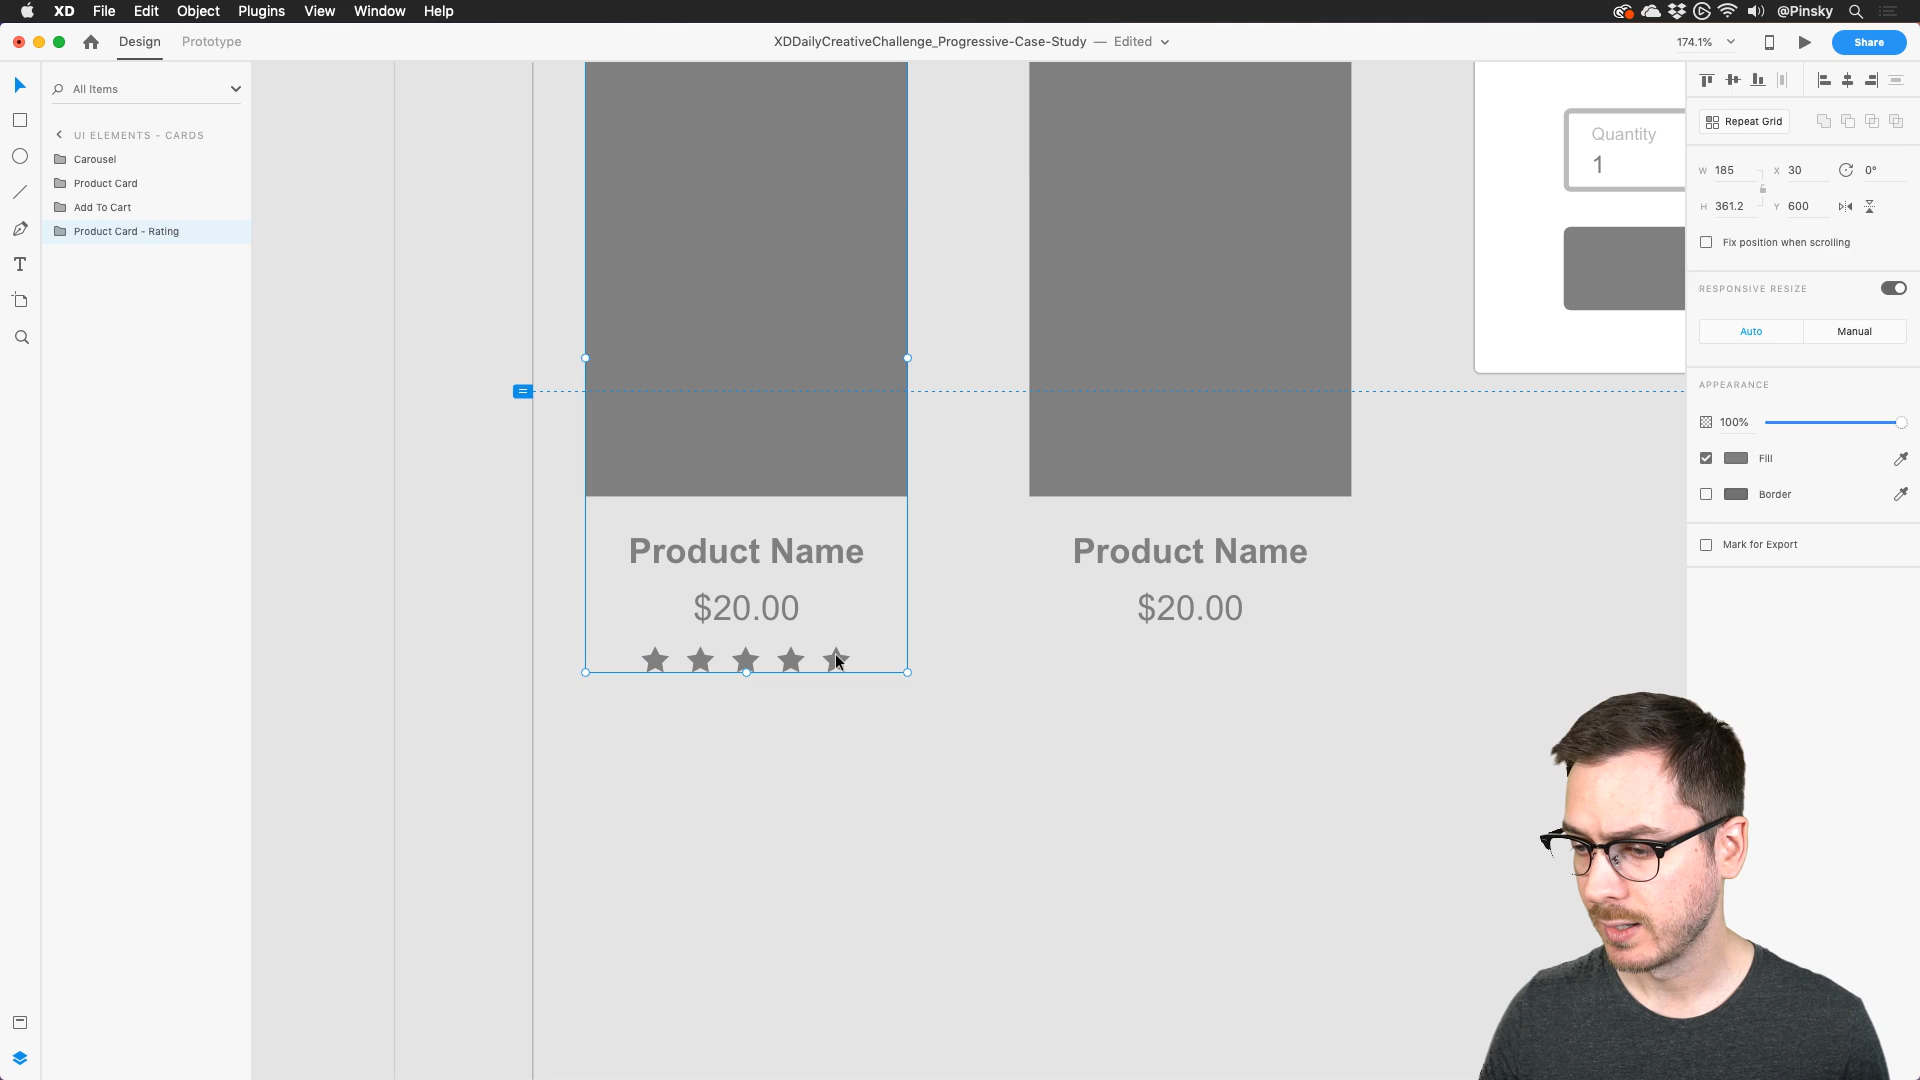 XD File Edit Object Plugins View Window Help @Pinsky
Design Prototype XDDailyCreativeChallenge_Progressive-Case-Study — Edited 174.1% Share
All Items
UI ELEMENTS - CARDS
Carousel
Product Card
Add To Cart
Product Card - Rating
Quantity
1
Product Name
$20.00
Product Name
$20.00
Repeat Grid
W 185 X 30 0°
H 361.2 Y 600
Fix position when scrolling
RESPONSIVE RESIZE
Auto Manual
APPEARANCE
100%
Fill
Border
Mark for Export